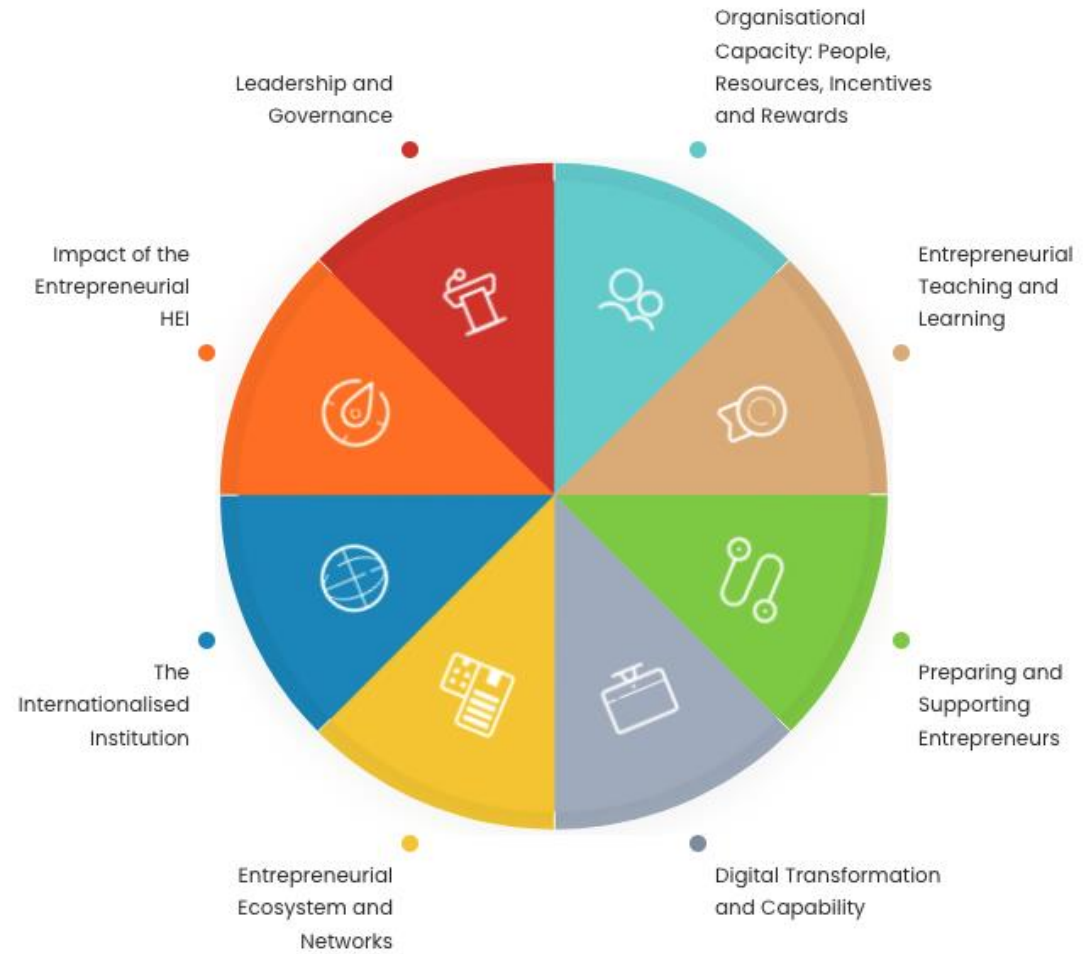 Organisational
Capacity: People,
Resources, Incentives
and Rewards
Leadership and
Governance
Impact of the
Entrepreneurial
HEI
Entrepreneurial
Teaching and
Learning
The
Internationalised
Institution
Preparing and
Supporting
Entrepreneurs
Entrepreneurial
Ecosystem and
Networks
Digital Transformation
and Capability